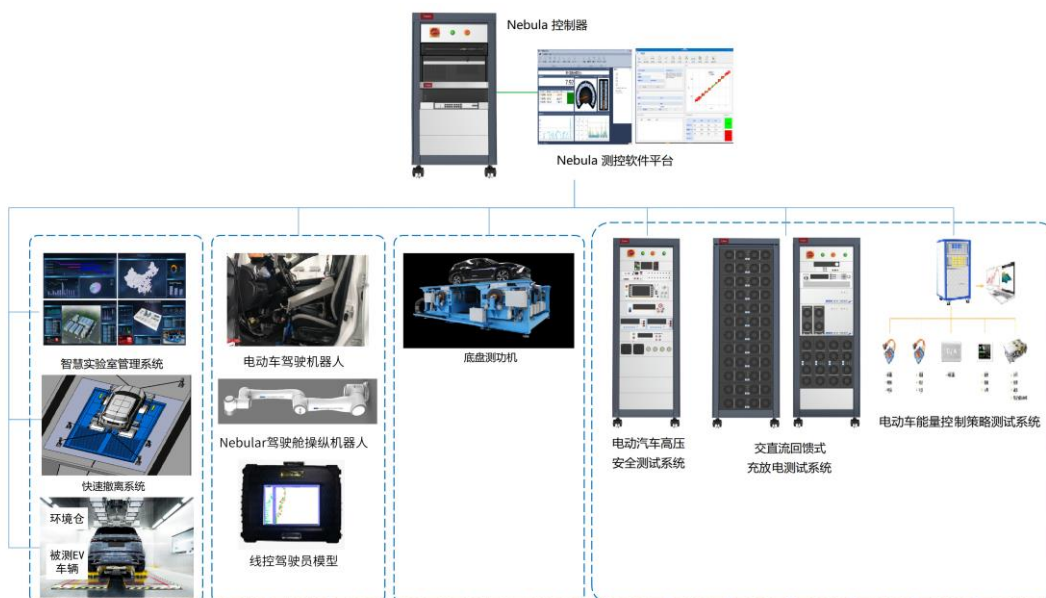 Nebula 控制器
Nebula 测控软件平台
智慧实验室管理系统
快速撤离系统
环境仓
被测EV
车辆
电动车驾驶机器人
Nebular驾驶舱操纵机器人
线控驾驶员模型
底盘测功机
电动汽车高压
安全测试系统
交直流回馈式
充放电测试系统
电动车能量控制策略测试系统